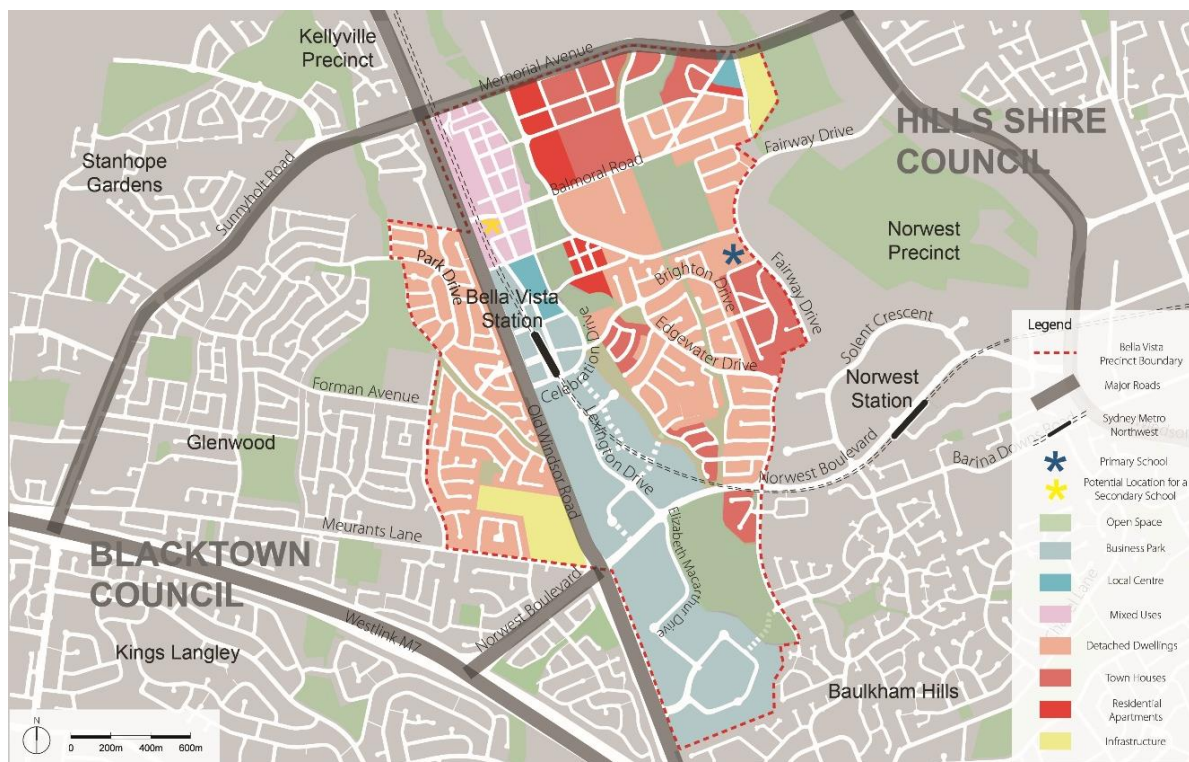 Kellyville
Precinct
Memorial Avenue
HILLS SHIRE
COUNCIL
Fairway Drive
Stanhope
Gardens
Sunnyholt Road
Balmoral Road
Norwest
Precinct
Park Drive
Brighton Drive
Fairway Drive
Bella Vista
Station
Edgewater Drive
Celebration Drive
Solent Crescent
Norwest
Station
Forman Avenue
Old Windsor Road
Lexington Drive
Glenwood
Norwest Boulevard
Barina Downs
Meurants Lane
Elizabeth Macarthur Drive
BLACKTOWN
COUNCIL
Norwest Boulevard
Westlink M7
Kings Langley
Baulkham Hills
Lane
N
0 200m 400m 600m
Legend
Bella Vista
Precinct Boundary
Major Roads
Sydney Metro
Northwest
Primary School
Potential Location for a
Secondary School
Open Space
Business Park
Local Centre
Mixed Uses
Detached Dwellings
Town Houses
Residential
Apartments
Infrastructure